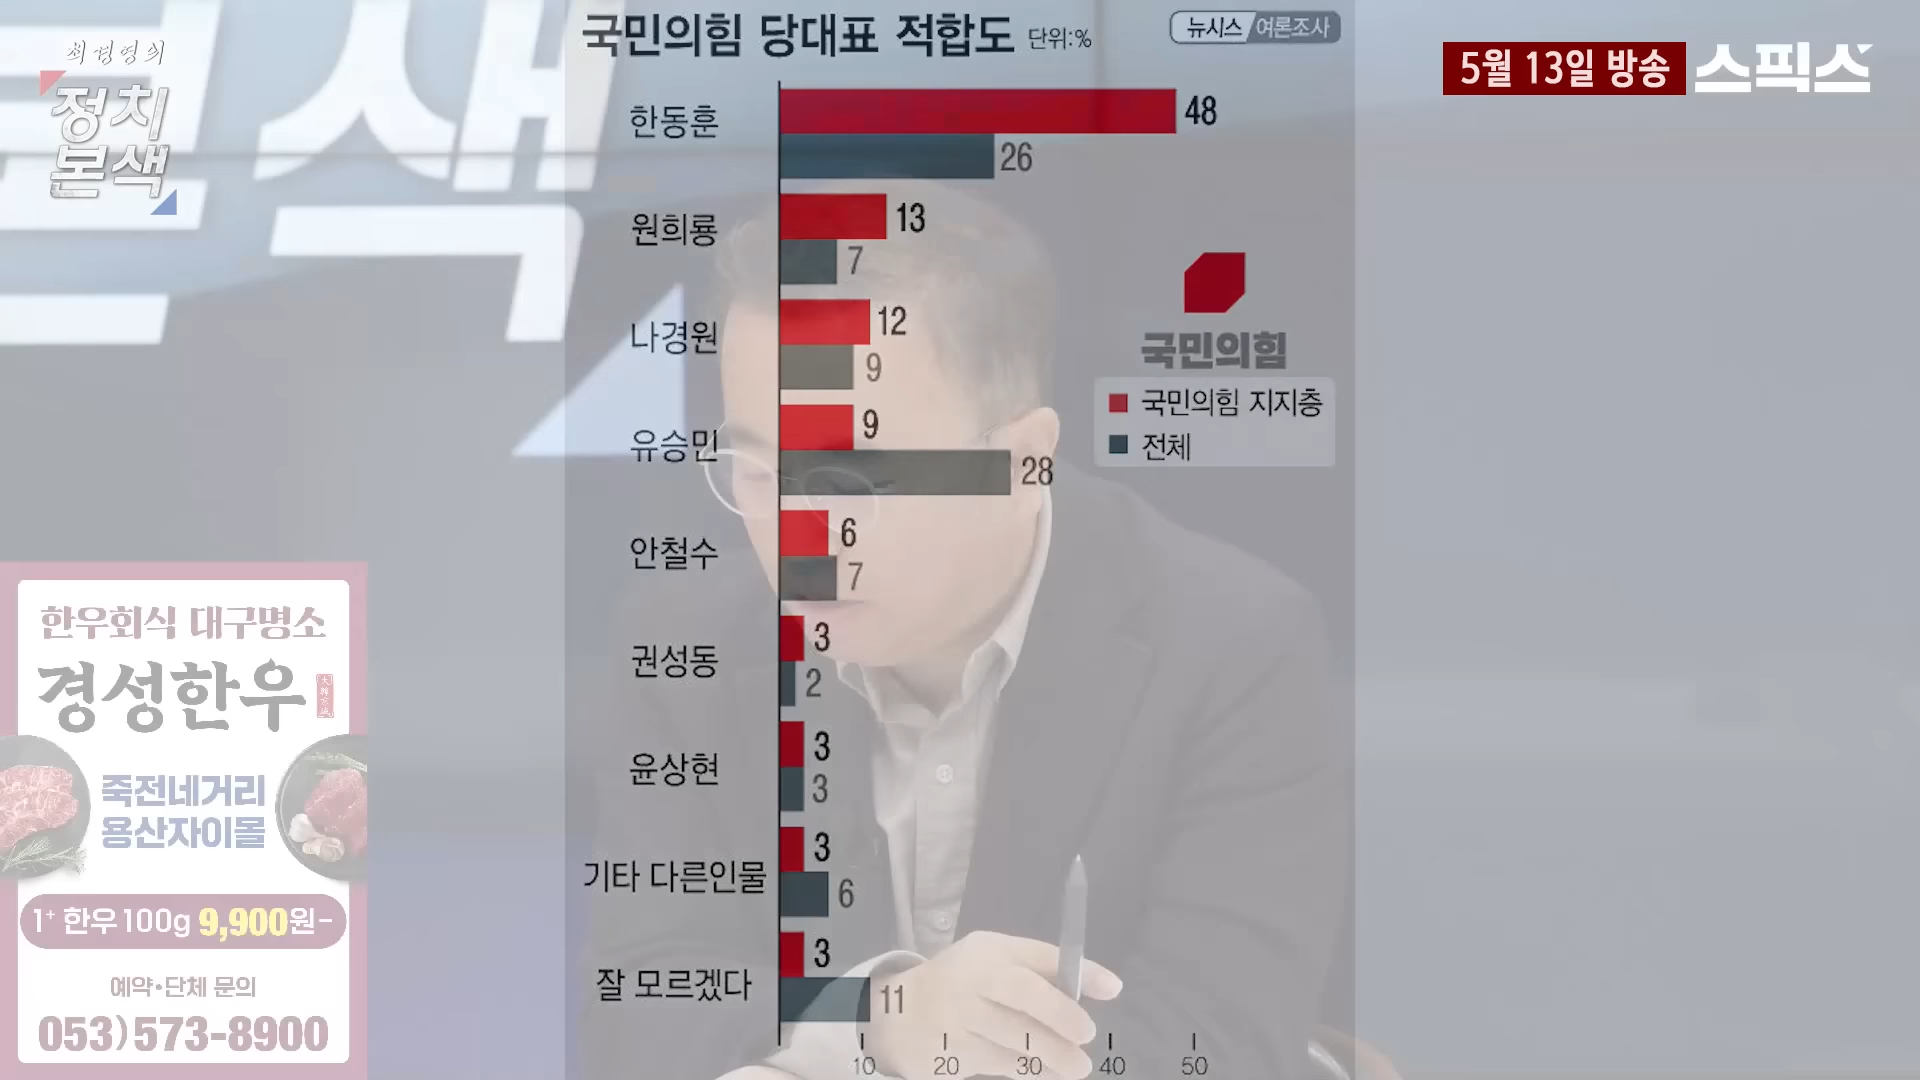 최경영의
정치
본색
본색
국민의힘 당대표 적합도 단위:%
뉴시스 여론조사
5월 13일 방송 스픽스
한동훈 48
26
원희룡 13
7
나경원 12
9
유승민 9
28
안철수 6
7
권성동 3
2
윤상현 3
3
기타 다른인물 3
6
잘 모르겠다 3
11
10 20 30 40 50
국민의힘
국민의힘 지지층
전체
한우회식 대구명소
경성한우
죽전네거리
용산자이몰
1+ 한우 100g 9,900원-
예약•단체 문의
053)573-8900